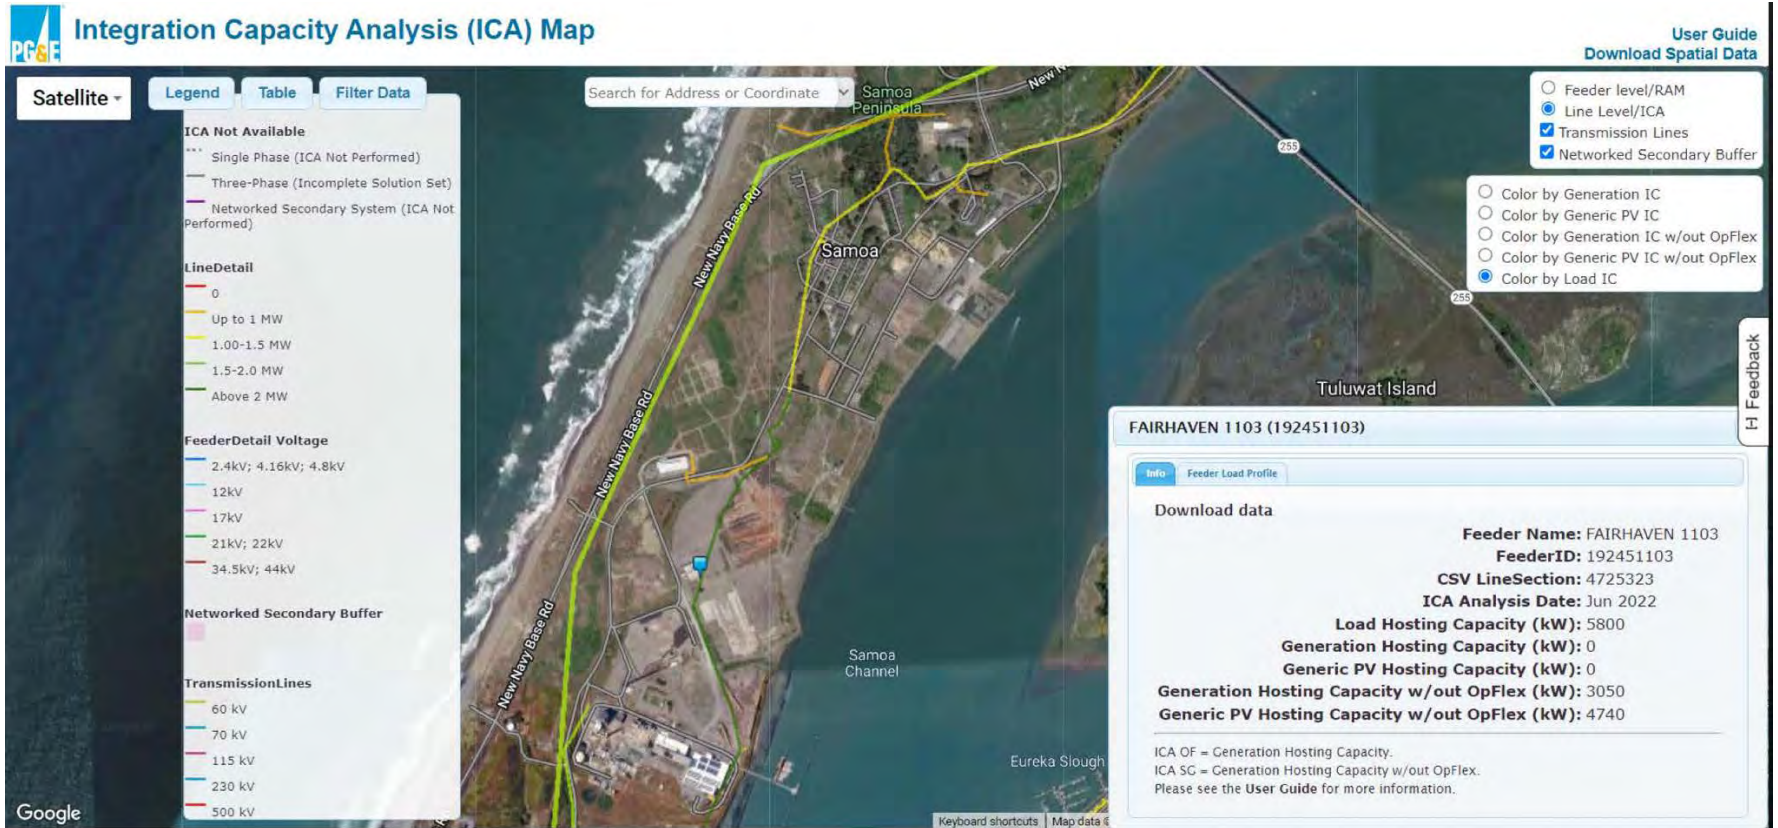 PG&E
Integration Capacity Analysis (ICA) Map
User Guide
Download Spatial Data
Satellite
Legend
Table
Filter Data
Search for Address or Coordinate
ICA Not Available
Single Phase (ICA Not Performed)
Three-Phase (Incomplete Solution Set)
Networked Secondary System (ICA Not
Performed)
LineDetail
0
Up to 1 MW
1.00-1.5 MW
1.5-2.0 MW
Above 2 MW
FeederDetail Voltage
2.4kV; 4.16kV; 4.8kV
12kV
17kV
21kV; 22kV
34.5kV; 44kV
Networked Secondary Buffer
TransmissionLines
60 kV
70 kV
115 kV
230 kV
500 kV
Google
Samoa
Peninsula
New Navy Base Rd
Samoa
New Navy Base Rd
New Navy Base Rd
Samoa
Channel
Eureka Slough
255
255
Tuluwat Island
Keyboard shortcuts
Map data ©
Feeder level/RAM
Line Level/ICA
Transmission Lines
Networked Secondary Buffer
Color by Generation IC
Color by Generic PV IC
Color by Generation IC w/out OpFlex
Color by Generic PV IC w/out OpFlex
Color by Load IC
[-] Feedback
FAIRHAVEN 1103 (192451103)
Info
Feeder Load Profile
Download data
Feeder Name: FAIRHAVEN 1103
FeederID: 192451103
CSV LineSection: 4725323
ICA Analysis Date: Jun 2022
Load Hosting Capacity (kW): 5800
Generation Hosting Capacity (kW): 0
Generic PV Hosting Capacity (kW): 0
Generation Hosting Capacity w/out OpFlex (kW): 3050
Generic PV Hosting Capacity w/out OpFlex (kW): 4740
ICA OF = Generation Hosting Capacity.
ICA SG = Generation Hosting Capacity w/out OpFlex.
Please see the User Guide for more information.